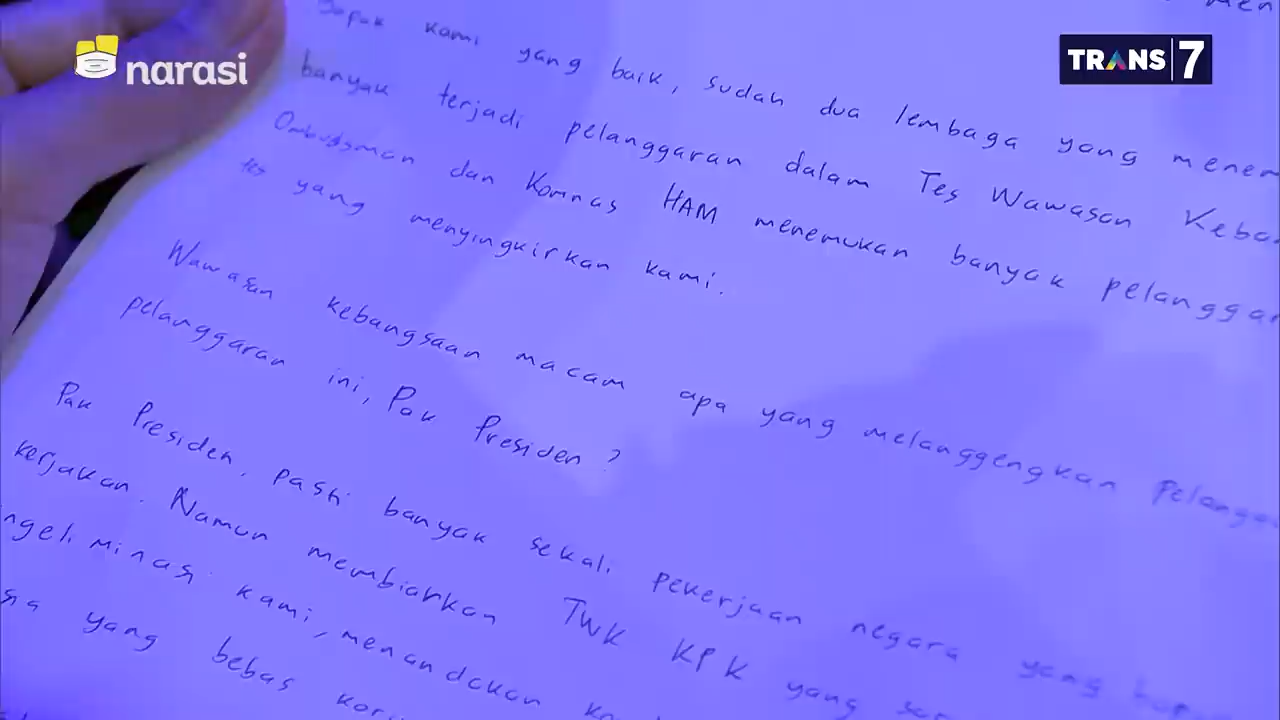 narasi
TRANS 7
Bapak kami yang baik, sudah dua lembaga yang menem
banyak terjadi pelanggaran dalam Tes Wawasan Keba
Ombudsman dan Komnas HAM menemukan banyak pelanggar
tes yang menyingkirkan kami.
Wawasan kebangsaan macam apa yang melanggengkan pelangga
pelanggaran ini, Pak Presiden?
Pak Presiden, pasti banyak sekali pekerjaan negara yang
kerjakan. Namun membiarkan TWK KPK yang
ngeliminasi kami, menandakan
yang bebas koru